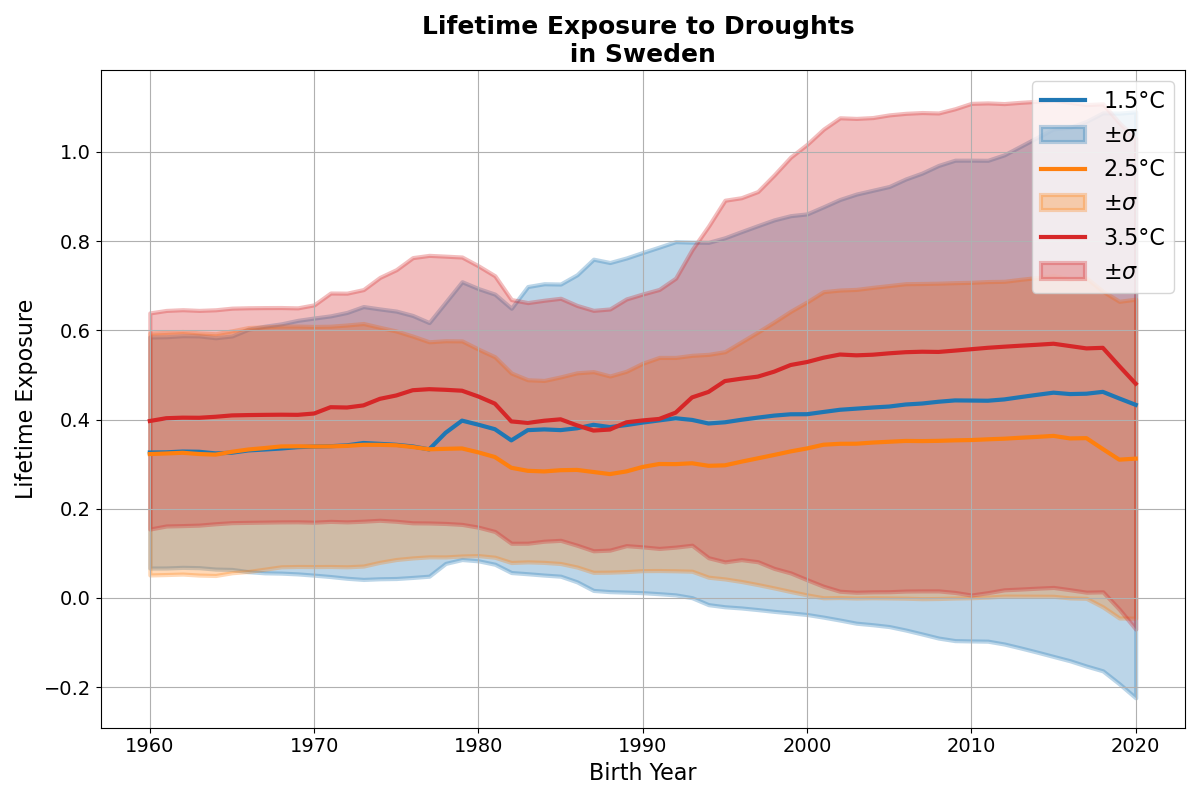 Lifetime Exposure to Droughts
in Sweden
1.5°C
±σ
2.5°C
±σ
3.5°C
±σ
Lifetime Exposure
1.0
0.8
0.6
0.4
0.2
0.0
−0.2
1960 1970 1980 1990 2000 2010 2020
Birth Year